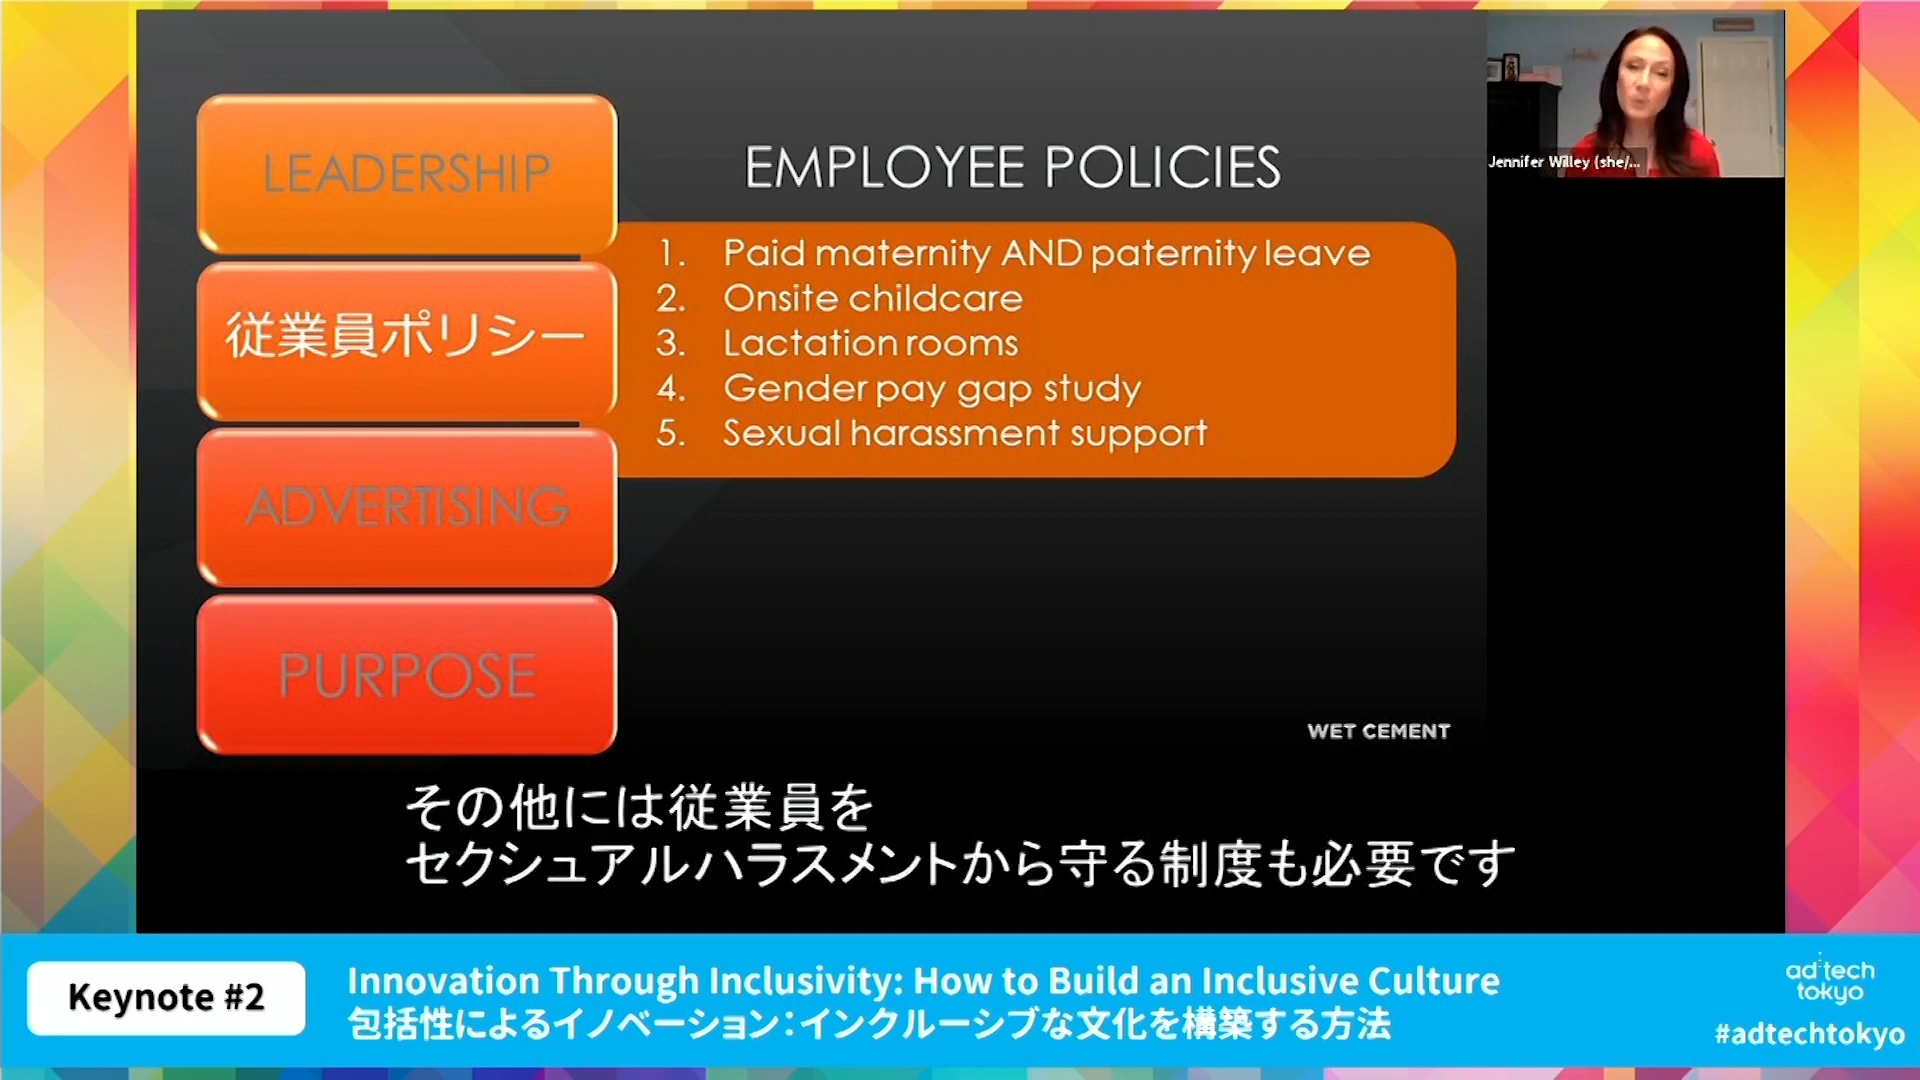 LEADERSHIP
従業員ポリシー
ADVERTISING
PURPOSE
EMPLOYEE POLICIES
1. Paid maternity AND paternity leave
2. Onsite childcare
3. Lactation rooms
4. Gender pay gap study
5. Sexual harassment support
WET CEMENT
Jennifer Willey (she/...
その他には従業員を
セクシュアルハラスメントから守る制度も必要です
Keynote #2
Innovation Through Inclusivity: How to Build an Inclusive Culture
包括性によるイノベーション：インクルーシブな文化を構築する方法
ad:tech
tokyo
#adtechtokyo